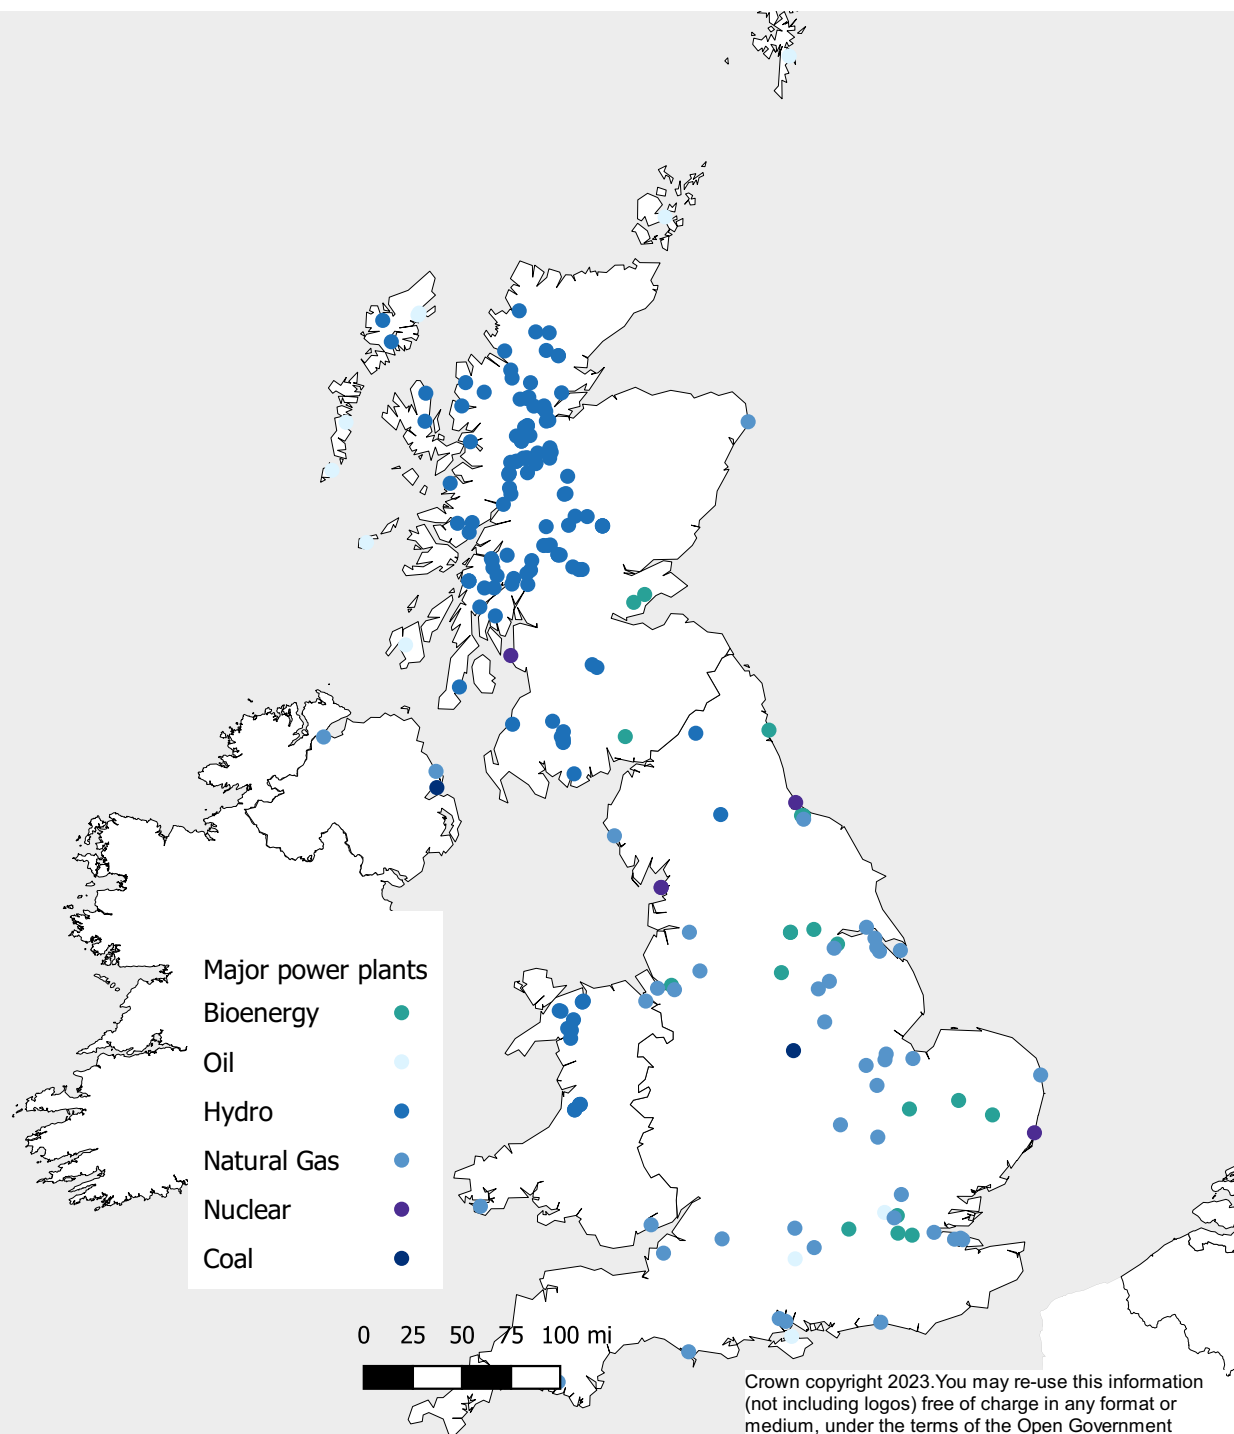 Major power plants
Bioenergy
Oil
Hydro
Natural Gas
Nuclear
Coal
0 25 50 75 100 mi
Crown copyright 2023.You may re-use this information
(not including logos) free of charge in any format or
medium, under the terms of the Open Government